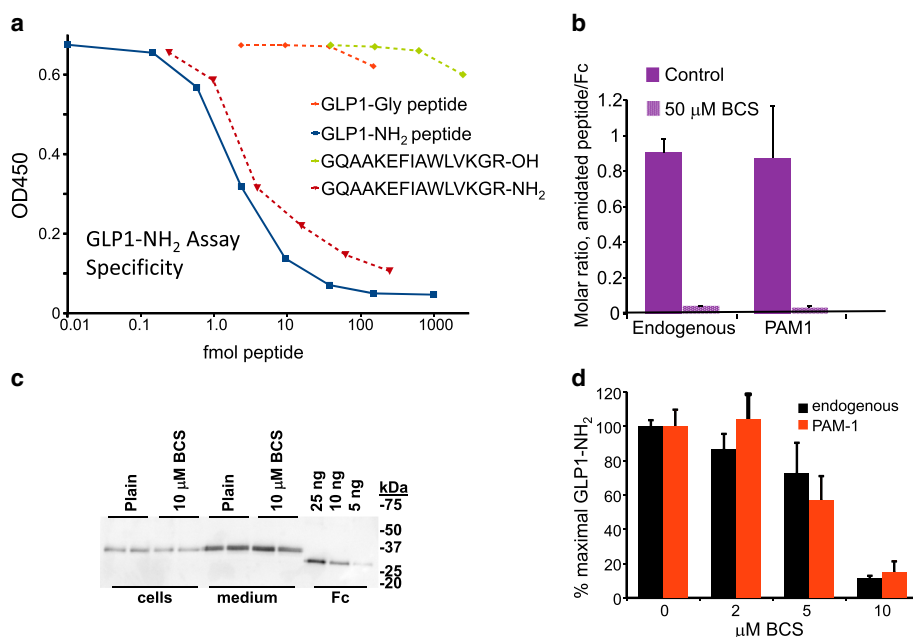 a
OD450
0.6
0.4
0.2
0
0.01
0.1
1.0
10
100
1000
fmol peptide
GLP1-Gly peptide
GLP1-NH2 peptide
GQAAKEFIAWLVKGR-OH
GQAAKEFIAWLVKGR-NH2
GLP1-NH2 Assay
Specificity
b
Molar ratio, amidated peptide/Fc
Control
50 µM BCS
1.2
1
0.8
0.6
0.4
0.2
0
Endogenous
PAM1
c
Plain
10 µM BCS
Plain
10 µM BCS
25 ng
10 ng
5 ng
kDa
-75
-50
-37
-25
-20
cells
medium
Fc
d
% maximal GLP1-NH2
120
100
80
60
40
20
0
endogenous
PAM-1
0
2
5
10
µM BCS